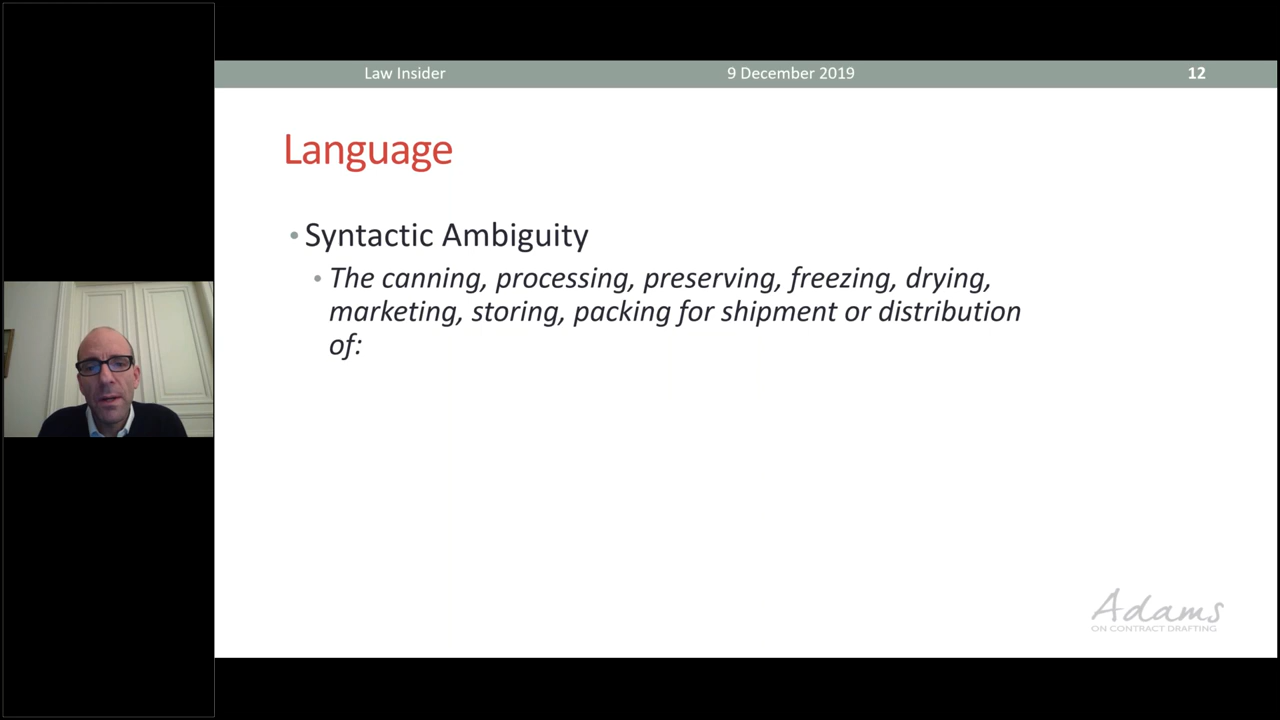 Law Insider 9 December 2019 12
Language
• Syntactic Ambiguity
• The canning, processing, preserving, freezing, drying,
marketing, storing, packing for shipment or distribution
of:
Adams
ON CONTRACT DRAFTING